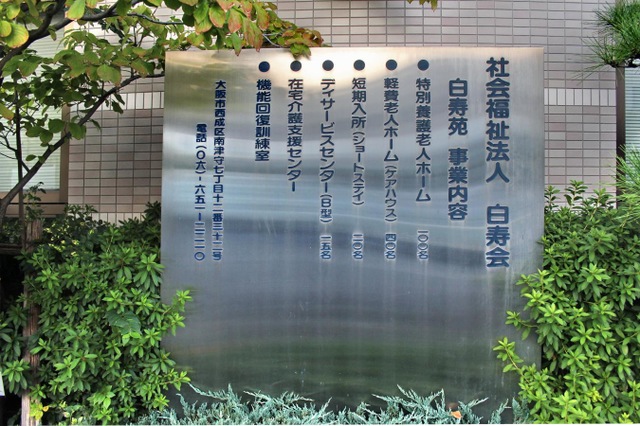 社会福祉法人 白寿会
白寿苑 事業内容
●特別養護老人ホーム 一〇〇名
●軽費老人ホーム(ケアハウス) 四〇名
●短期入所(ショートステイ) 二〇名
●デイサービスセンター(B型) 一五名
●在宅介護支援センター
●機能回復訓練室
大阪市西成区南津守七丁目十二番三十二号
電話(〇六)-六五一-二二二〇